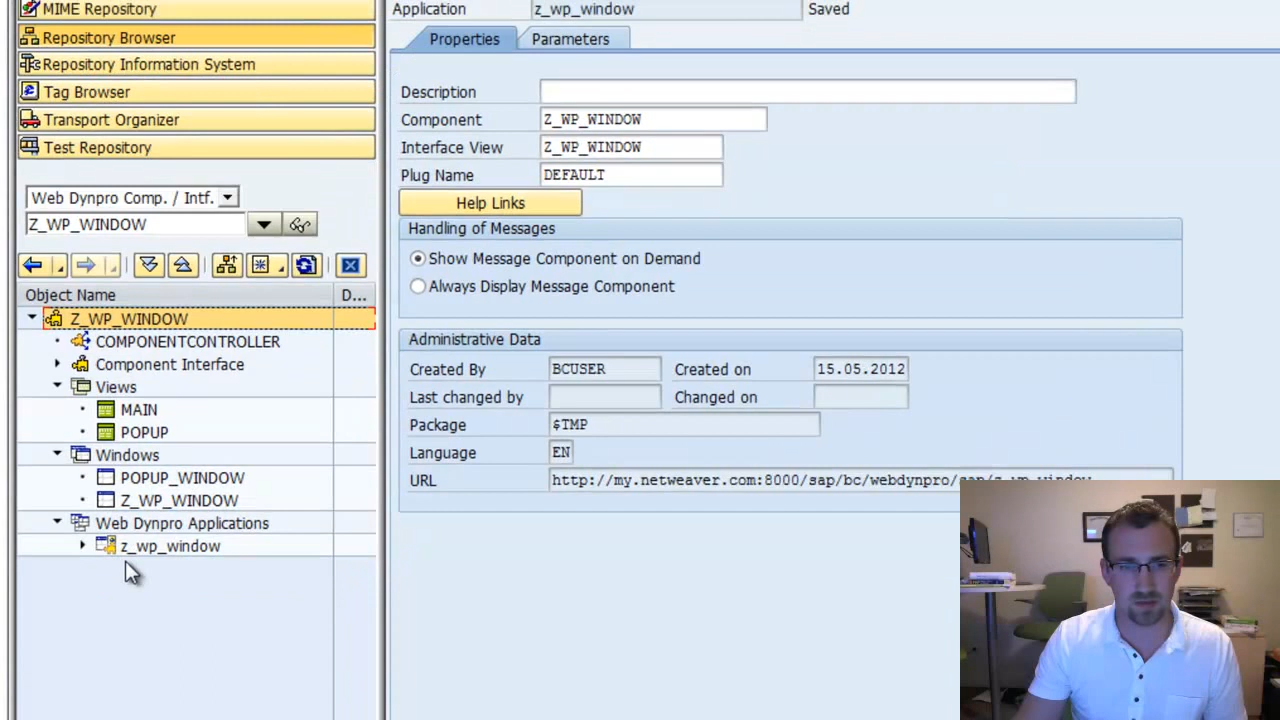 MIME Repository
Repository Browser
Repository Information System
Tag Browser
Transport Organizer
Test Repository
Web Dynpro Comp. / Intf.
Z_WP_WINDOW
Object Name D...
Z_WP_WINDOW
COMPONENTCONTROLLER
Component Interface
Views
MAIN
POPUP
Windows
POPUP_WINDOW
Z_WP_WINDOW
Web Dynpro Applications
z_wp_window
Application z_wp_window Saved
Properties Parameters
Description
Component Z_WP_WINDOW
Interface View Z_WP_WINDOW
Plug Name DEFAULT
Help Links
Handling of Messages
Show Message Component on Demand
Always Display Message Component
Administrative Data
Created By BCUSER Created on 15.05.2012
Last changed by Changed on
Package $TMP
Language EN
URL http://my.netweaver.com:8000/sap/bc/webdynpro/sap/z_wp_window